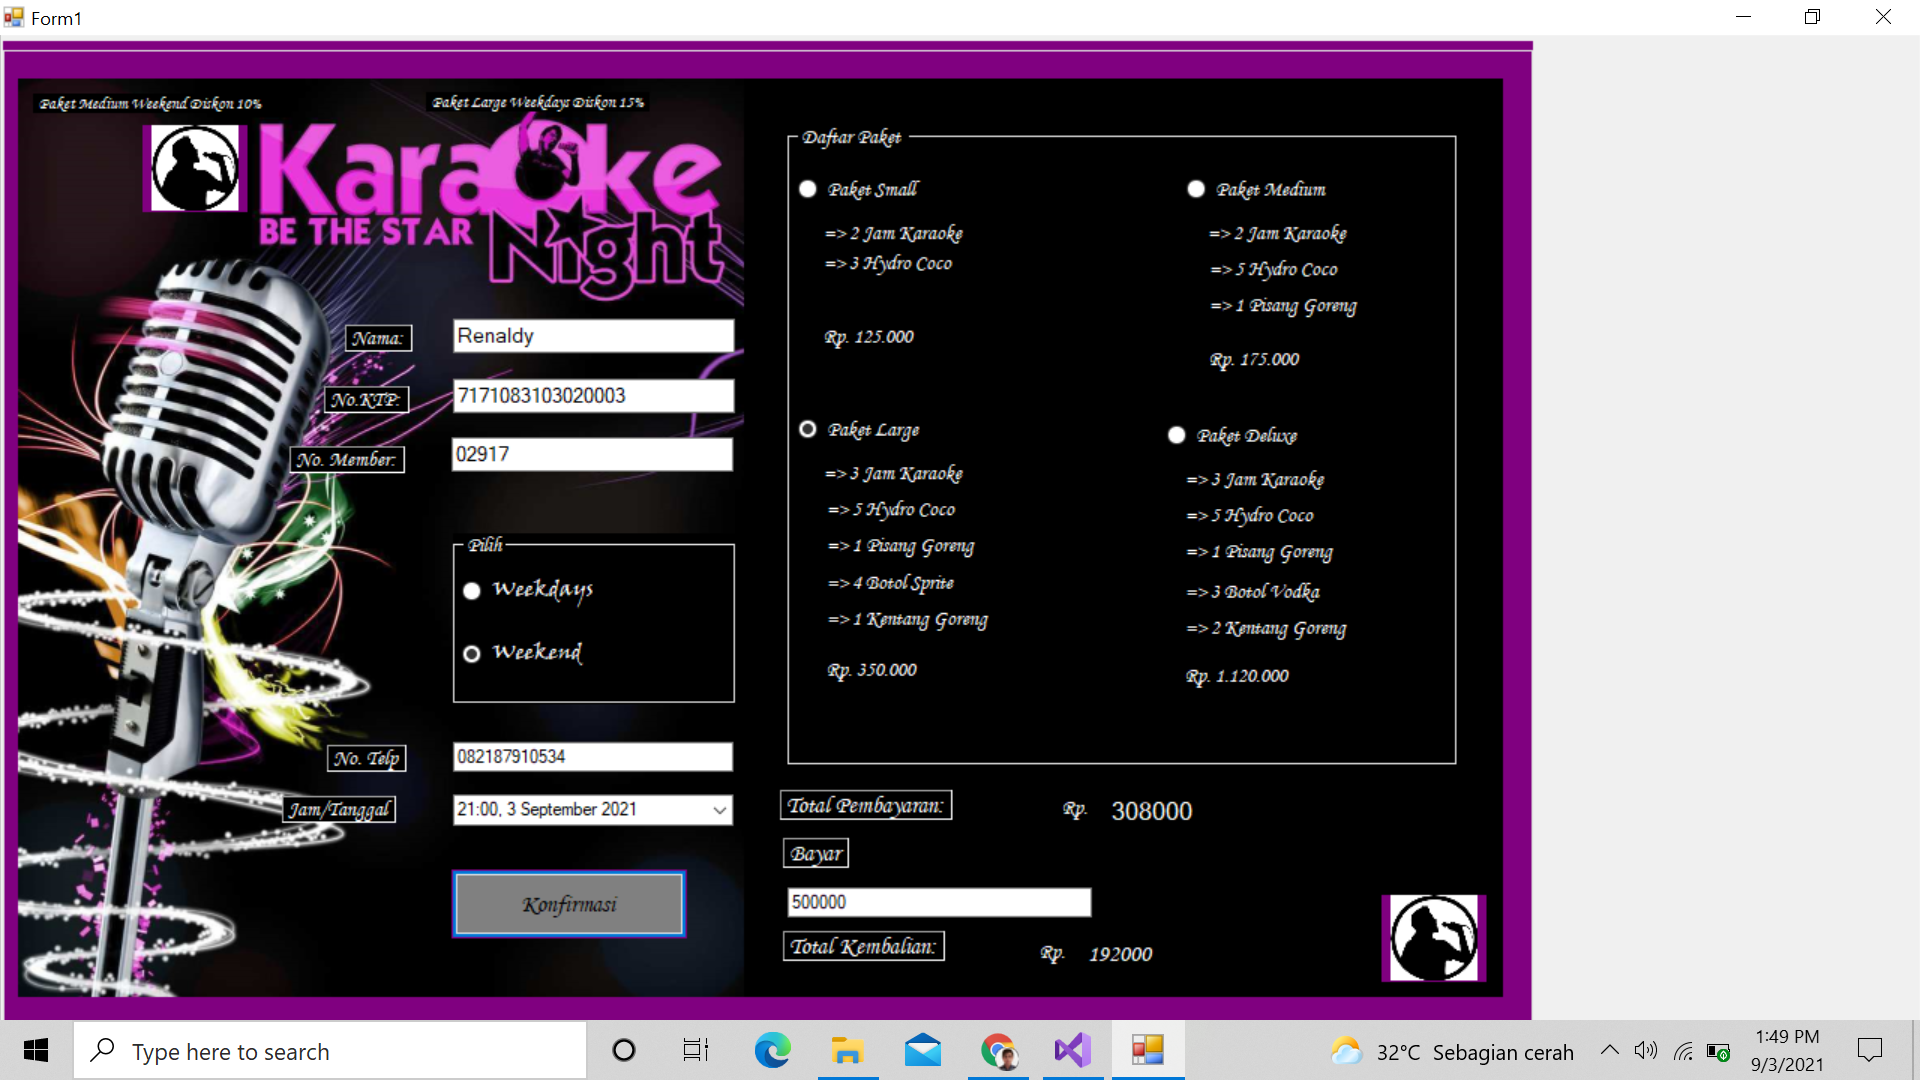 Form1
Paket Medium Weekend Diskon 10%
Paket Large Weekdays Diskon 15%
Karaoke
BE THE STAR
Night
Nama:
Renaldy
No.KTP:
7171083103020003
No. Member:
02917
Pilih
Weekdays
Weekend
No. Telp
082187910534
Jam/Tanggal
21:00, 3 September 2021
Konfirmasi
Daftar Paket
Paket Small
=> 2 Jam Karaoke
=> 3 Hydro Coco
Rp. 125.000
Paket Medium
=> 2 Jam Karaoke
=> 5 Hydro Coco
=> 1 Pisang Goreng
Rp. 175.000
Paket Large
=> 3 Jam Karaoke
=> 5 Hydro Coco
=> 1 Pisang Goreng
=> 4 Botol Sprite
=> 1 Kentang Goreng
Rp. 350.000
Paket Deluxe
=> 3 Jam Karaoke
=> 5 Hydro Coco
=> 1 Pisang Goreng
=> 3 Botol Vodka
=> 2 Kentang Goreng
Rp. 1.120.000
Total Pembayaran: Rp. 308000
Bayar
500000
Total Kembalian: Rp. 192000
Type here to search
32°C Sebagian cerah
1:49 PM
9/3/2021